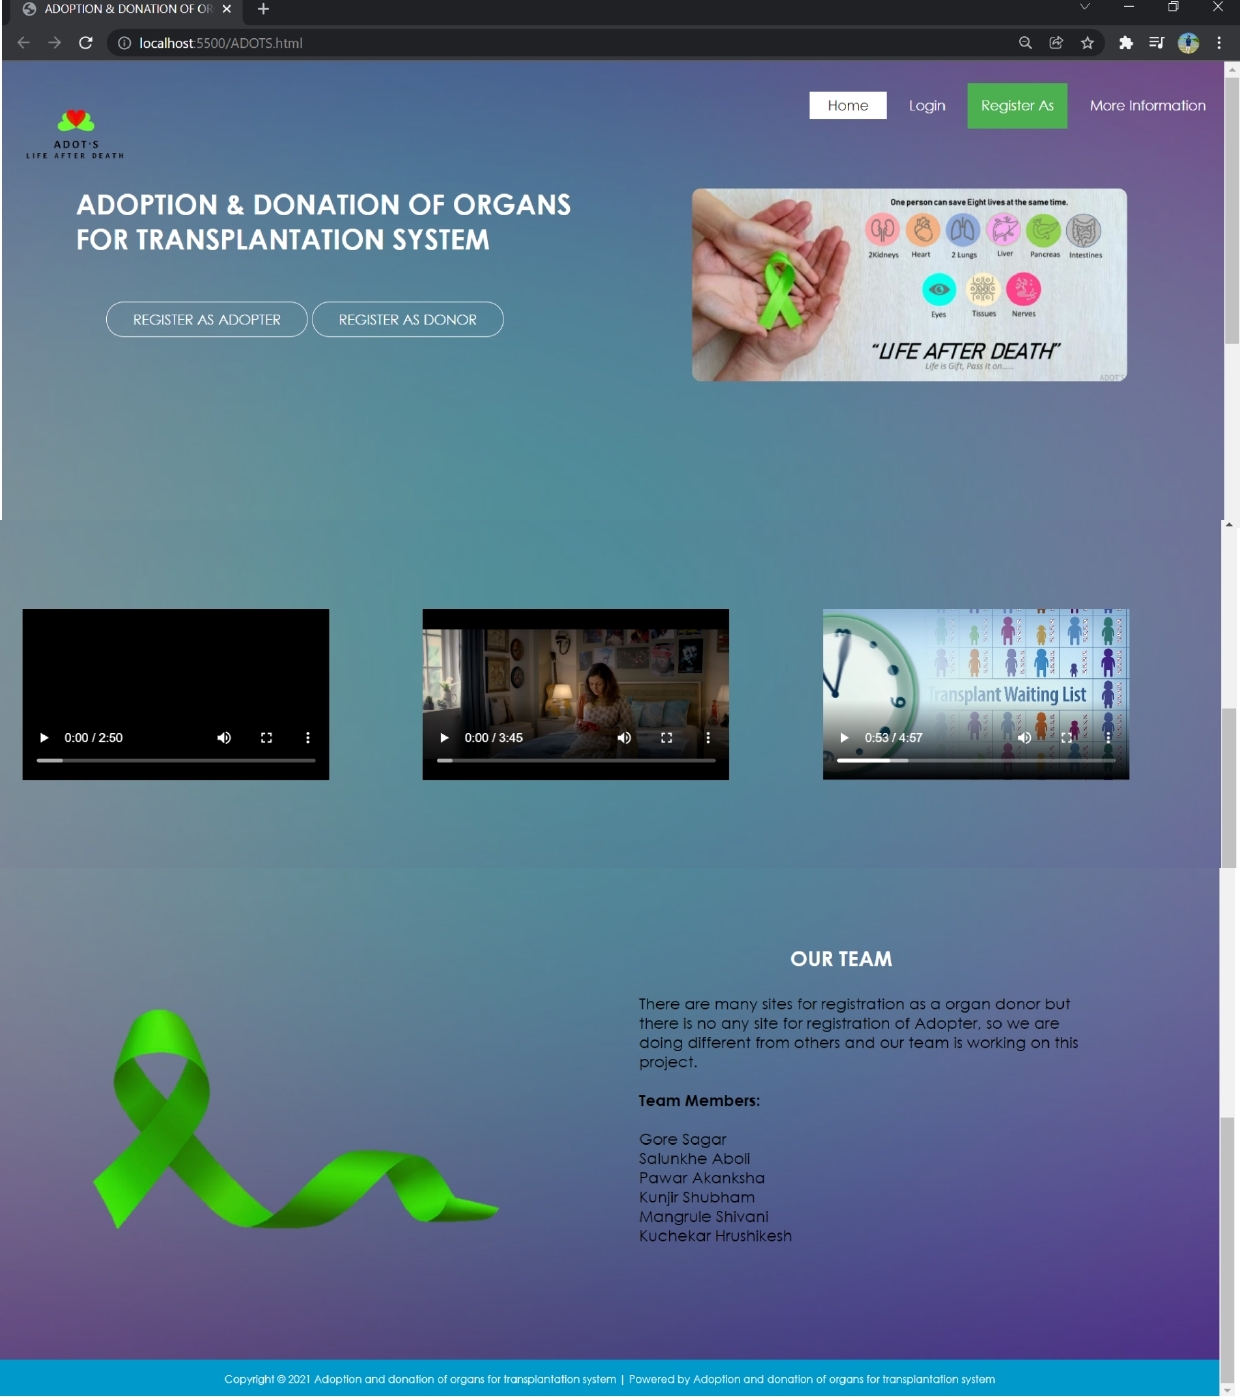 ADOPTION & DONATION OF OR
localhost:5500/ADOTS.html
Home
Login
Register As
More Information
ADOT'S
LIFE AFTER DEATH
ADOPTION & DONATION OF ORGANS
FOR TRANSPLANTATION SYSTEM
REGISTER AS ADOPTER
REGISTER AS DONOR
One person can save Eight lives at the same time.
2Kidneys
Heart
2 Lungs
Liver
Pancreas
Intestines
Eyes
Tissues
Nerves
“LIFE AFTER DEATH”
Life is Gift, Pass it on.....
ADOT'S
0:00 / 2:50
0:00 / 3:45
Transplant Waiting List
0:53 / 4:57
OUR TEAM
There are many sites for registration as a organ donor but
there is no any site for registration of Adopter, so we are
doing different from others and our team is working on this
project.
Team Members:
Gore Sagar
Salunkhe Aboli
Pawar Akanksha
Kunjir Shubham
Mangrule Shivani
Kuchekar Hrushikesh
Copyright © 2021 Adoption and donation of organs for transplantation system | Powered by Adoption and donation of organs for transplantation system